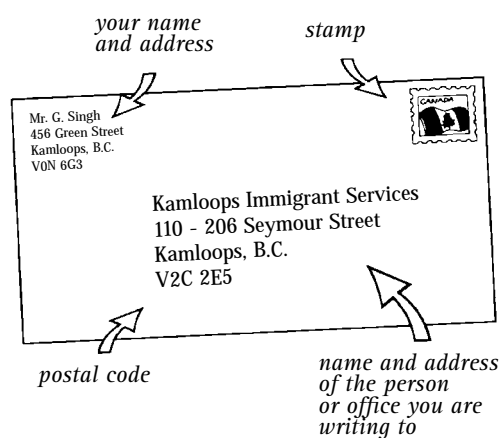 your name
and address
stamp
Mr. G. Singh
456 Green Street
Kamloops, B.C.
V0N 6G3
CANADA
Kamloops Immigrant Services
110 - 206 Seymour Street
Kamloops, B.C.
V2C 2E5
postal code
name and address
of the person
or office you are
writing to